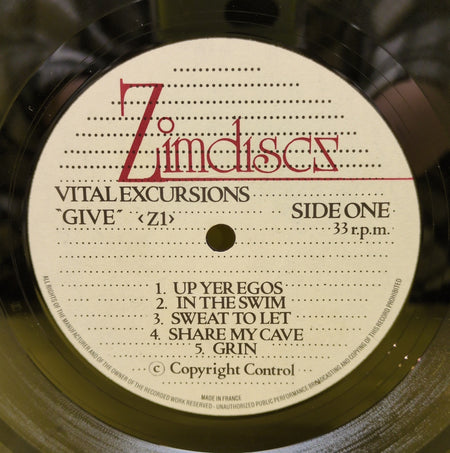 Zimdiscs
VITAL EXCURSIONS
"GIVE" <Z1>
SIDE ONE
33 r.p.m.
1. UP YER EGOS
2. IN THE SWIM
3. SWEAT TO LET
4. SHARE MY CAVE
5. GRIN
© Copyright Control
MADE IN FRANCE
ALL RIGHTS OF THE MANUFACTURER AND OF THE OWNER OF THE RECORDED WORK RESERVED - UNAUTHORIZED PUBLIC PERFORMANCE BROADCASTING AND COPYING OF THIS RECORD PROHIBITED